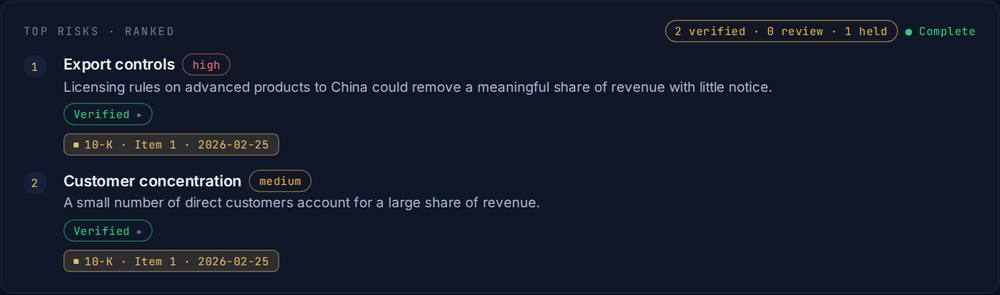 TOP RISKS · RANKED
2 verified · 0 review · 1 held
Complete
1
Export controls
high
Licensing rules on advanced products to China could remove a meaningful share of revenue with little notice.
Verified ▸
10-K · Item 1 · 2026-02-25
2
Customer concentration
medium
A small number of direct customers account for a large share of revenue.
Verified ▸
10-K · Item 1 · 2026-02-25